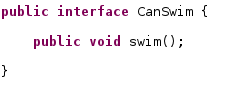 public interface CanSwim {
    public void swim();
}